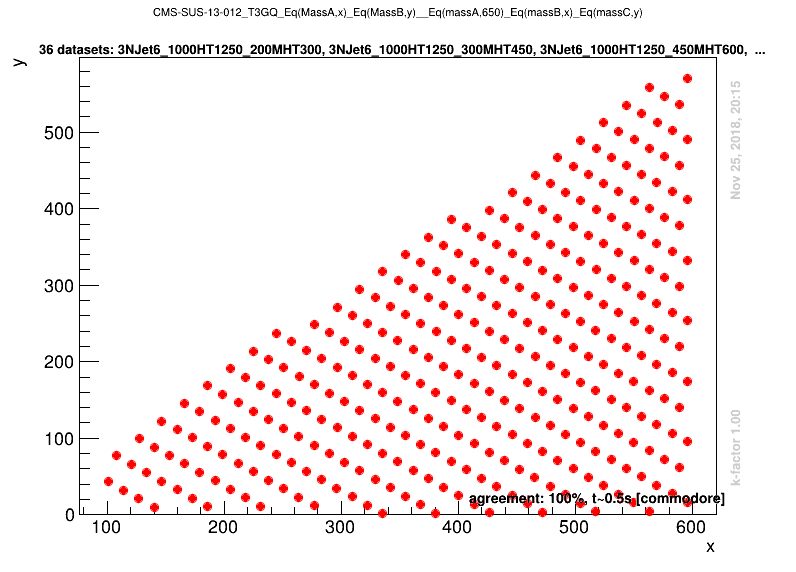 CMS-SUS-13-012_T3GQ_Eq(MassA,x)_Eq(MassB,y)__Eq(massA,650)_Eq(massB,x)_Eq(massC,y)
36 datasets: 3NJet6_1000HT1250_200MHT300, 3NJet6_1000HT1250_300MHT450, 3NJet6_1000HT1250_450MHT600, ...
y
500
400
300
200
100
0
Nov 25, 2018, 20:15
k-factor 1.00
agreement: 100%, t~0.5s [commodore]
100 200 300 400 500 600
x